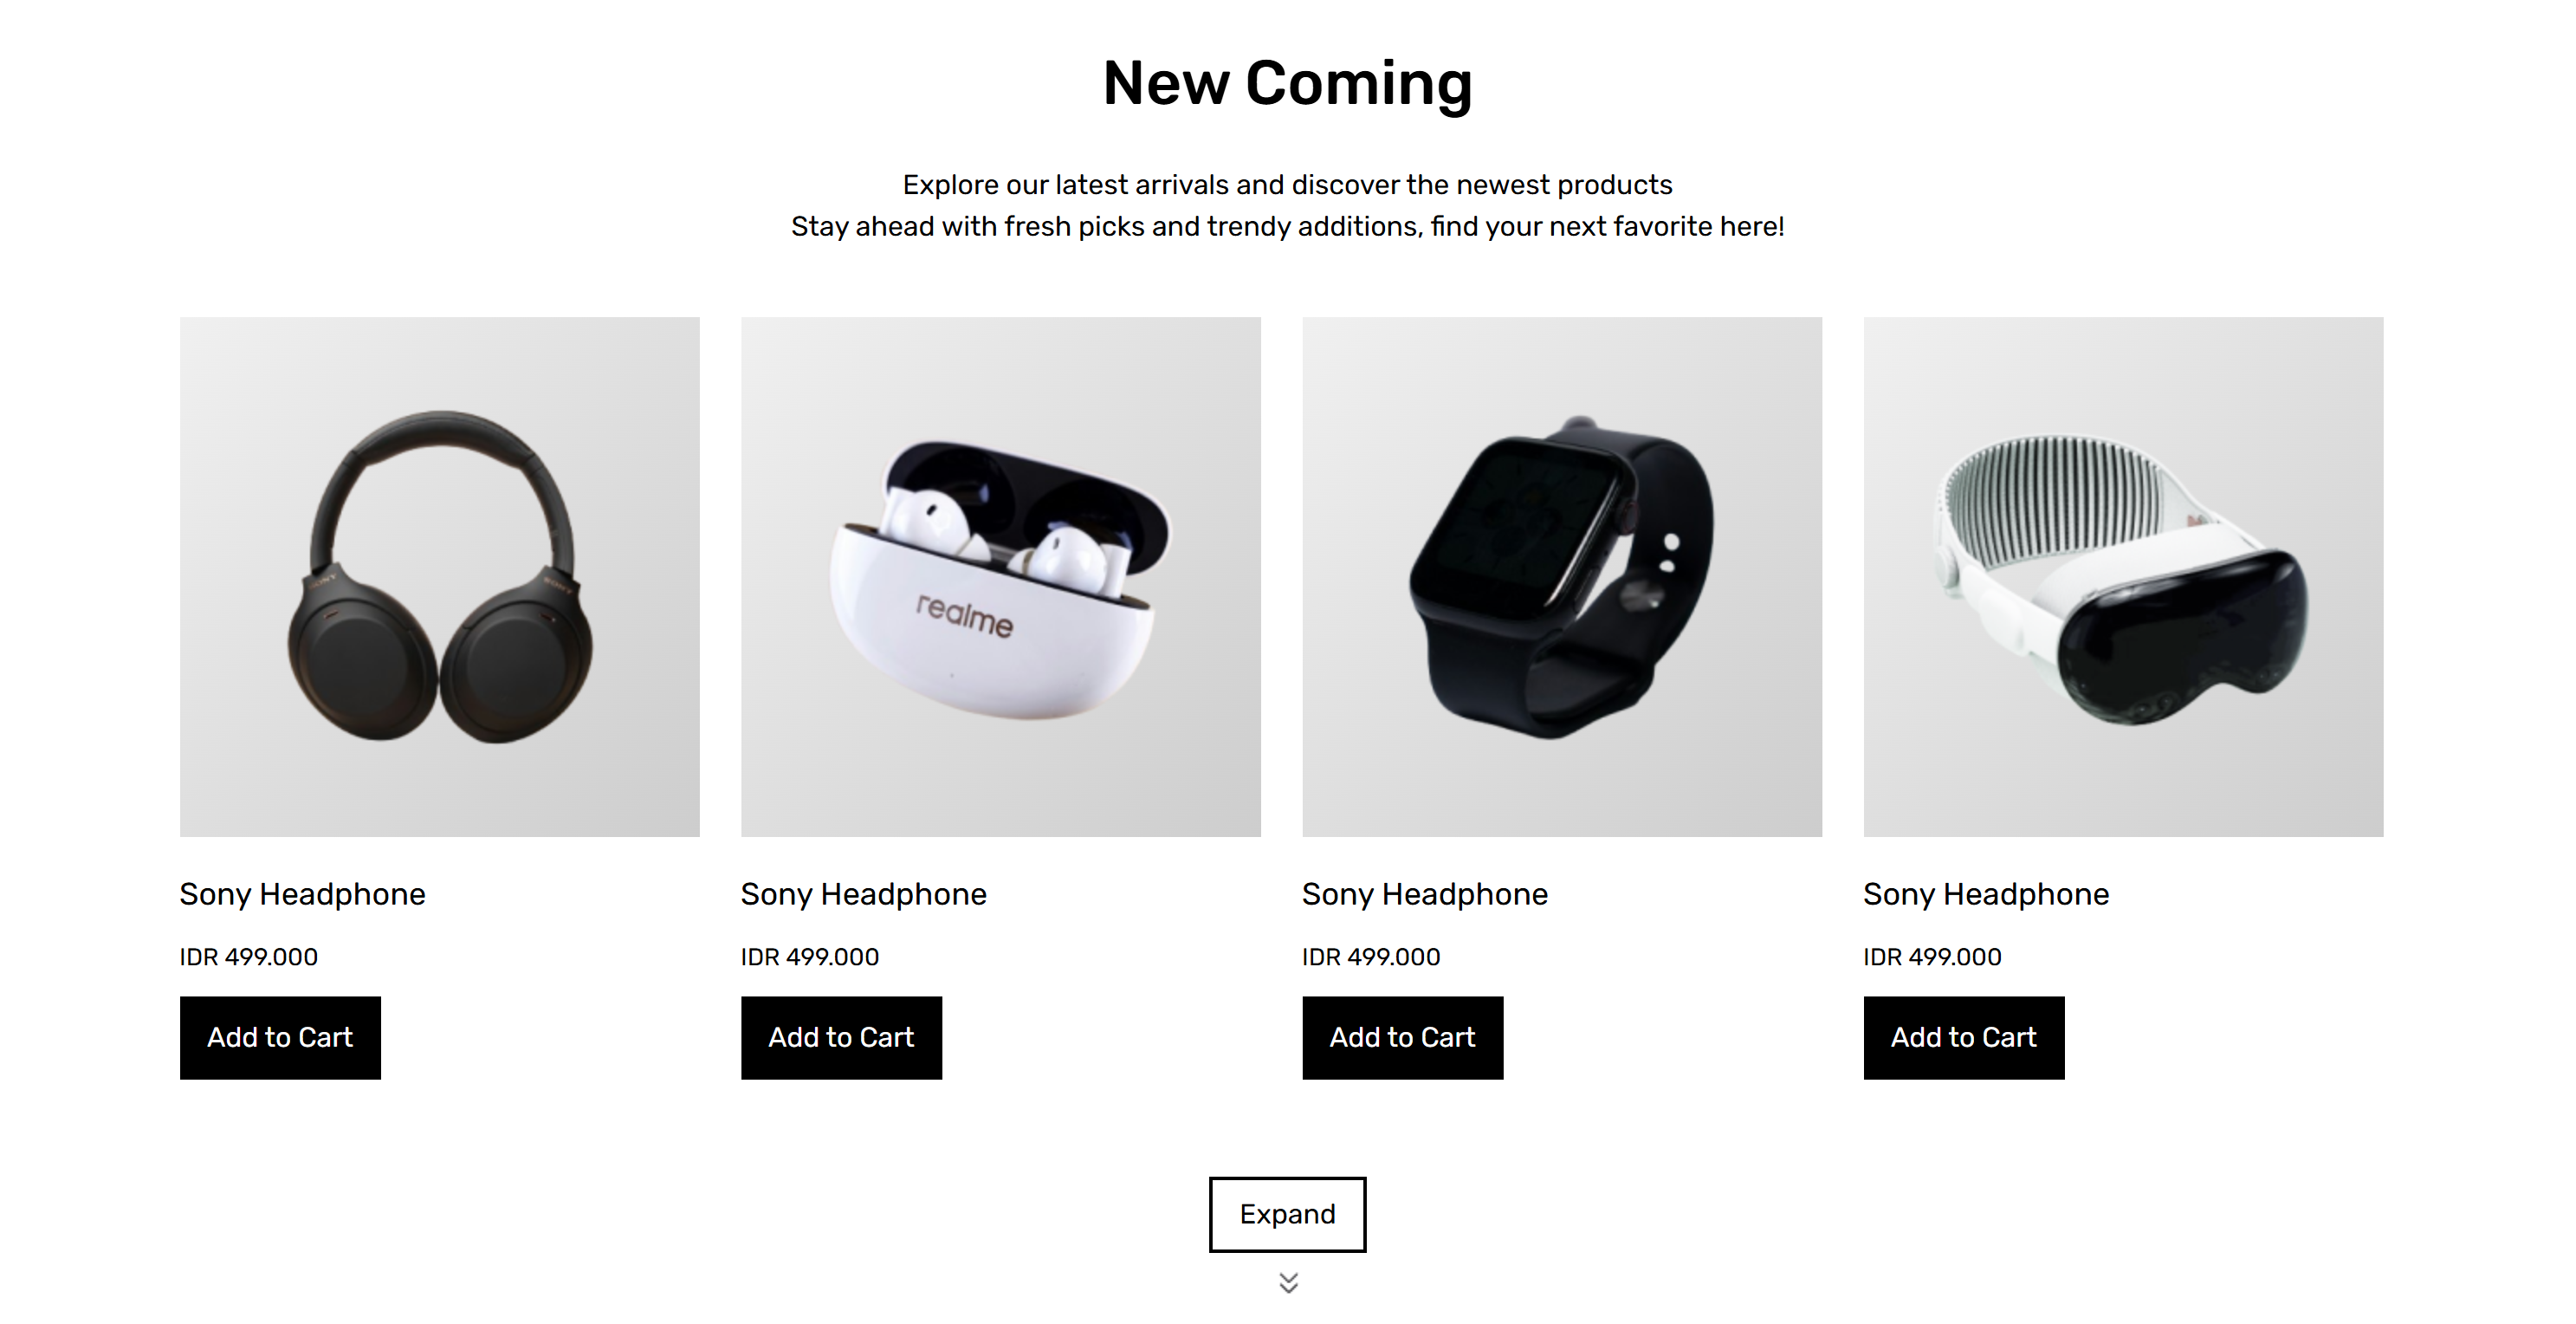 New Coming
Explore our latest arrivals and discover the newest products
Stay ahead with fresh picks and trendy additions, find your next favorite here!
SONY
realme
Sony Headphone
IDR 499.000
Add to Cart
Sony Headphone
IDR 499.000
Add to Cart
Sony Headphone
IDR 499.000
Add to Cart
Sony Headphone
IDR 499.000
Add to Cart
Expand